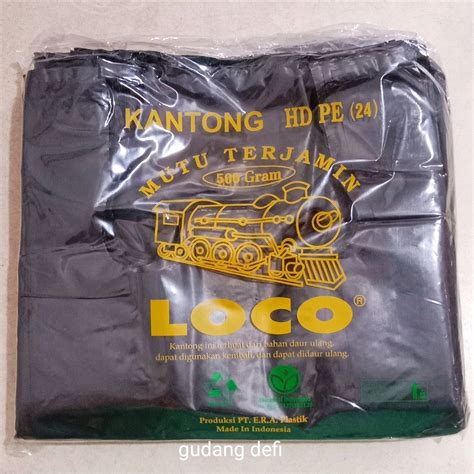 KANTONG HD PE (24)
MUTU TERJAMIN
500 Gram
LOCO®
Kantong ini terbuat dari bahan daur ulang,
dapat digunakan kembali, dan dapat didaur ulang.
Produksi PT. E.R.A. Plastik
Made In Indonesia
gudang defi